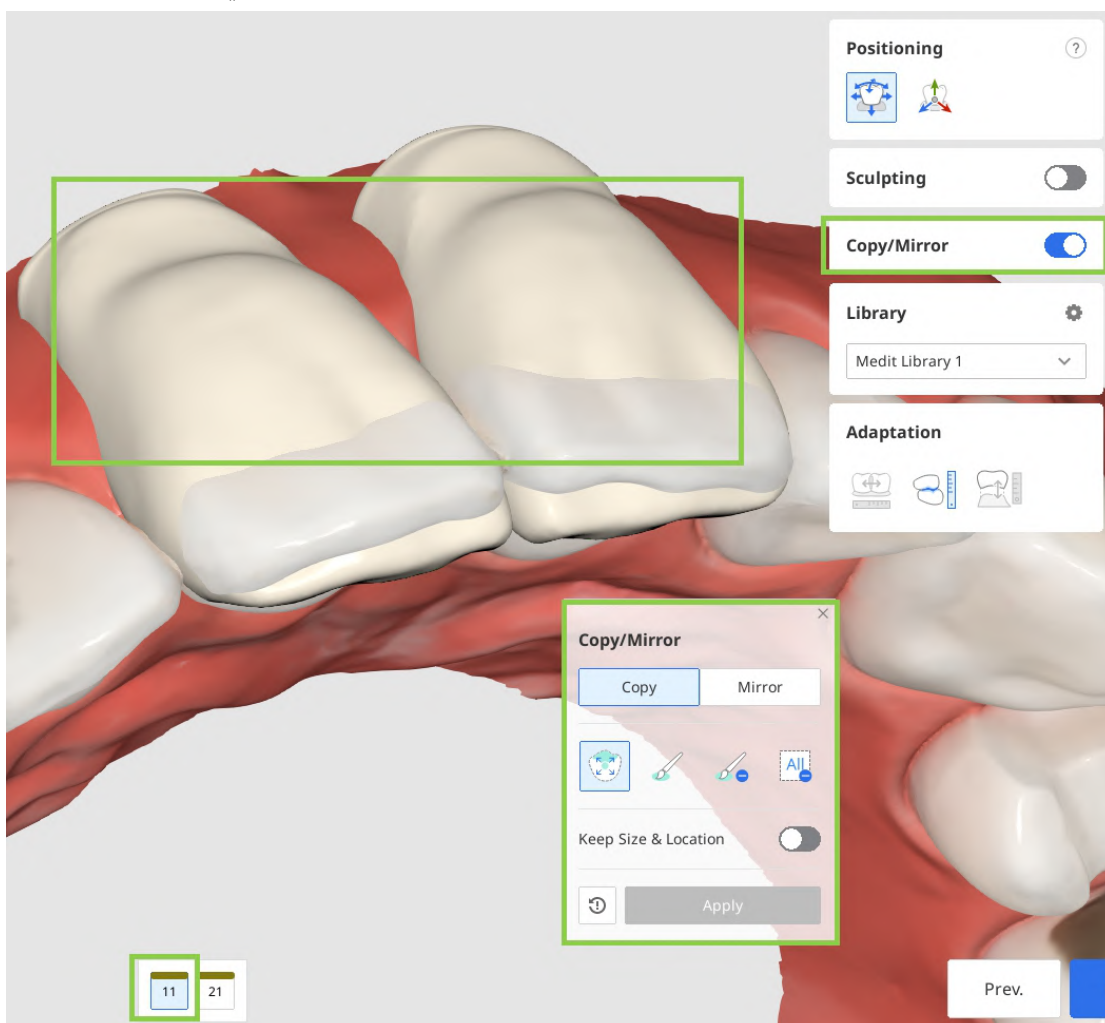 Positioning
?
Sculpting
Copy/Mirror
Library
Medit Library 1
Adaptation
Copy/Mirror
Copy Mirror
All
Keep Size & Location
Apply
11 21
Prev.